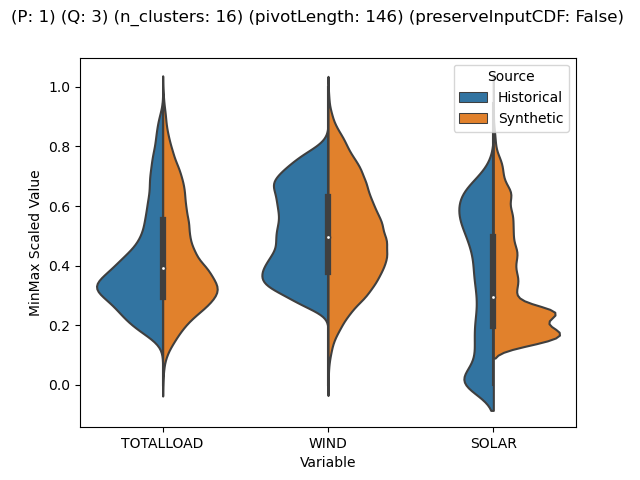 (P: 1) (Q: 3) (n_clusters: 16) (pivotLength: 146) (preserveInputCDF: False)
1.0
0.8
0.6
0.4
0.2
0.0
MinMax Scaled Value
Source
Historical
Synthetic
TOTALLOAD
WIND
SOLAR
Variable